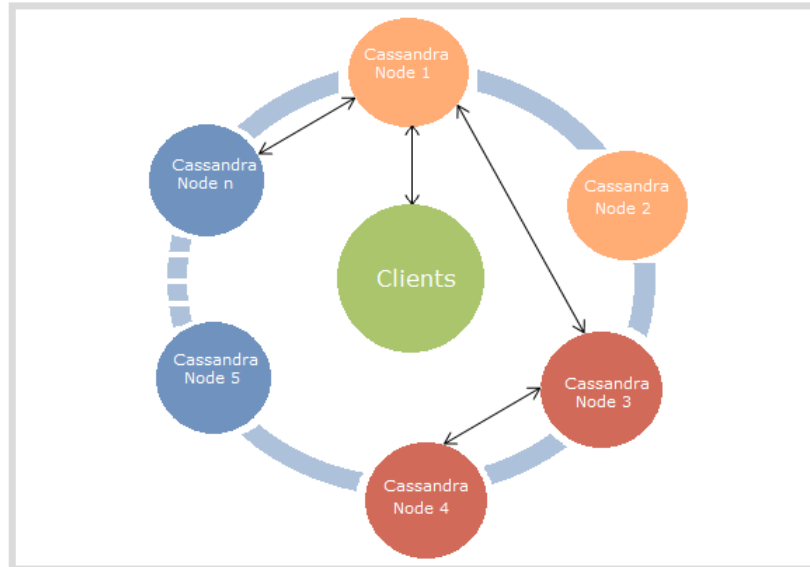 Cassandra
Node 1
Cassandra
Node n
Cassandra
Node 2
Clients
Cassandra
Node 5
Cassandra
Node 3
Cassandra
Node 4